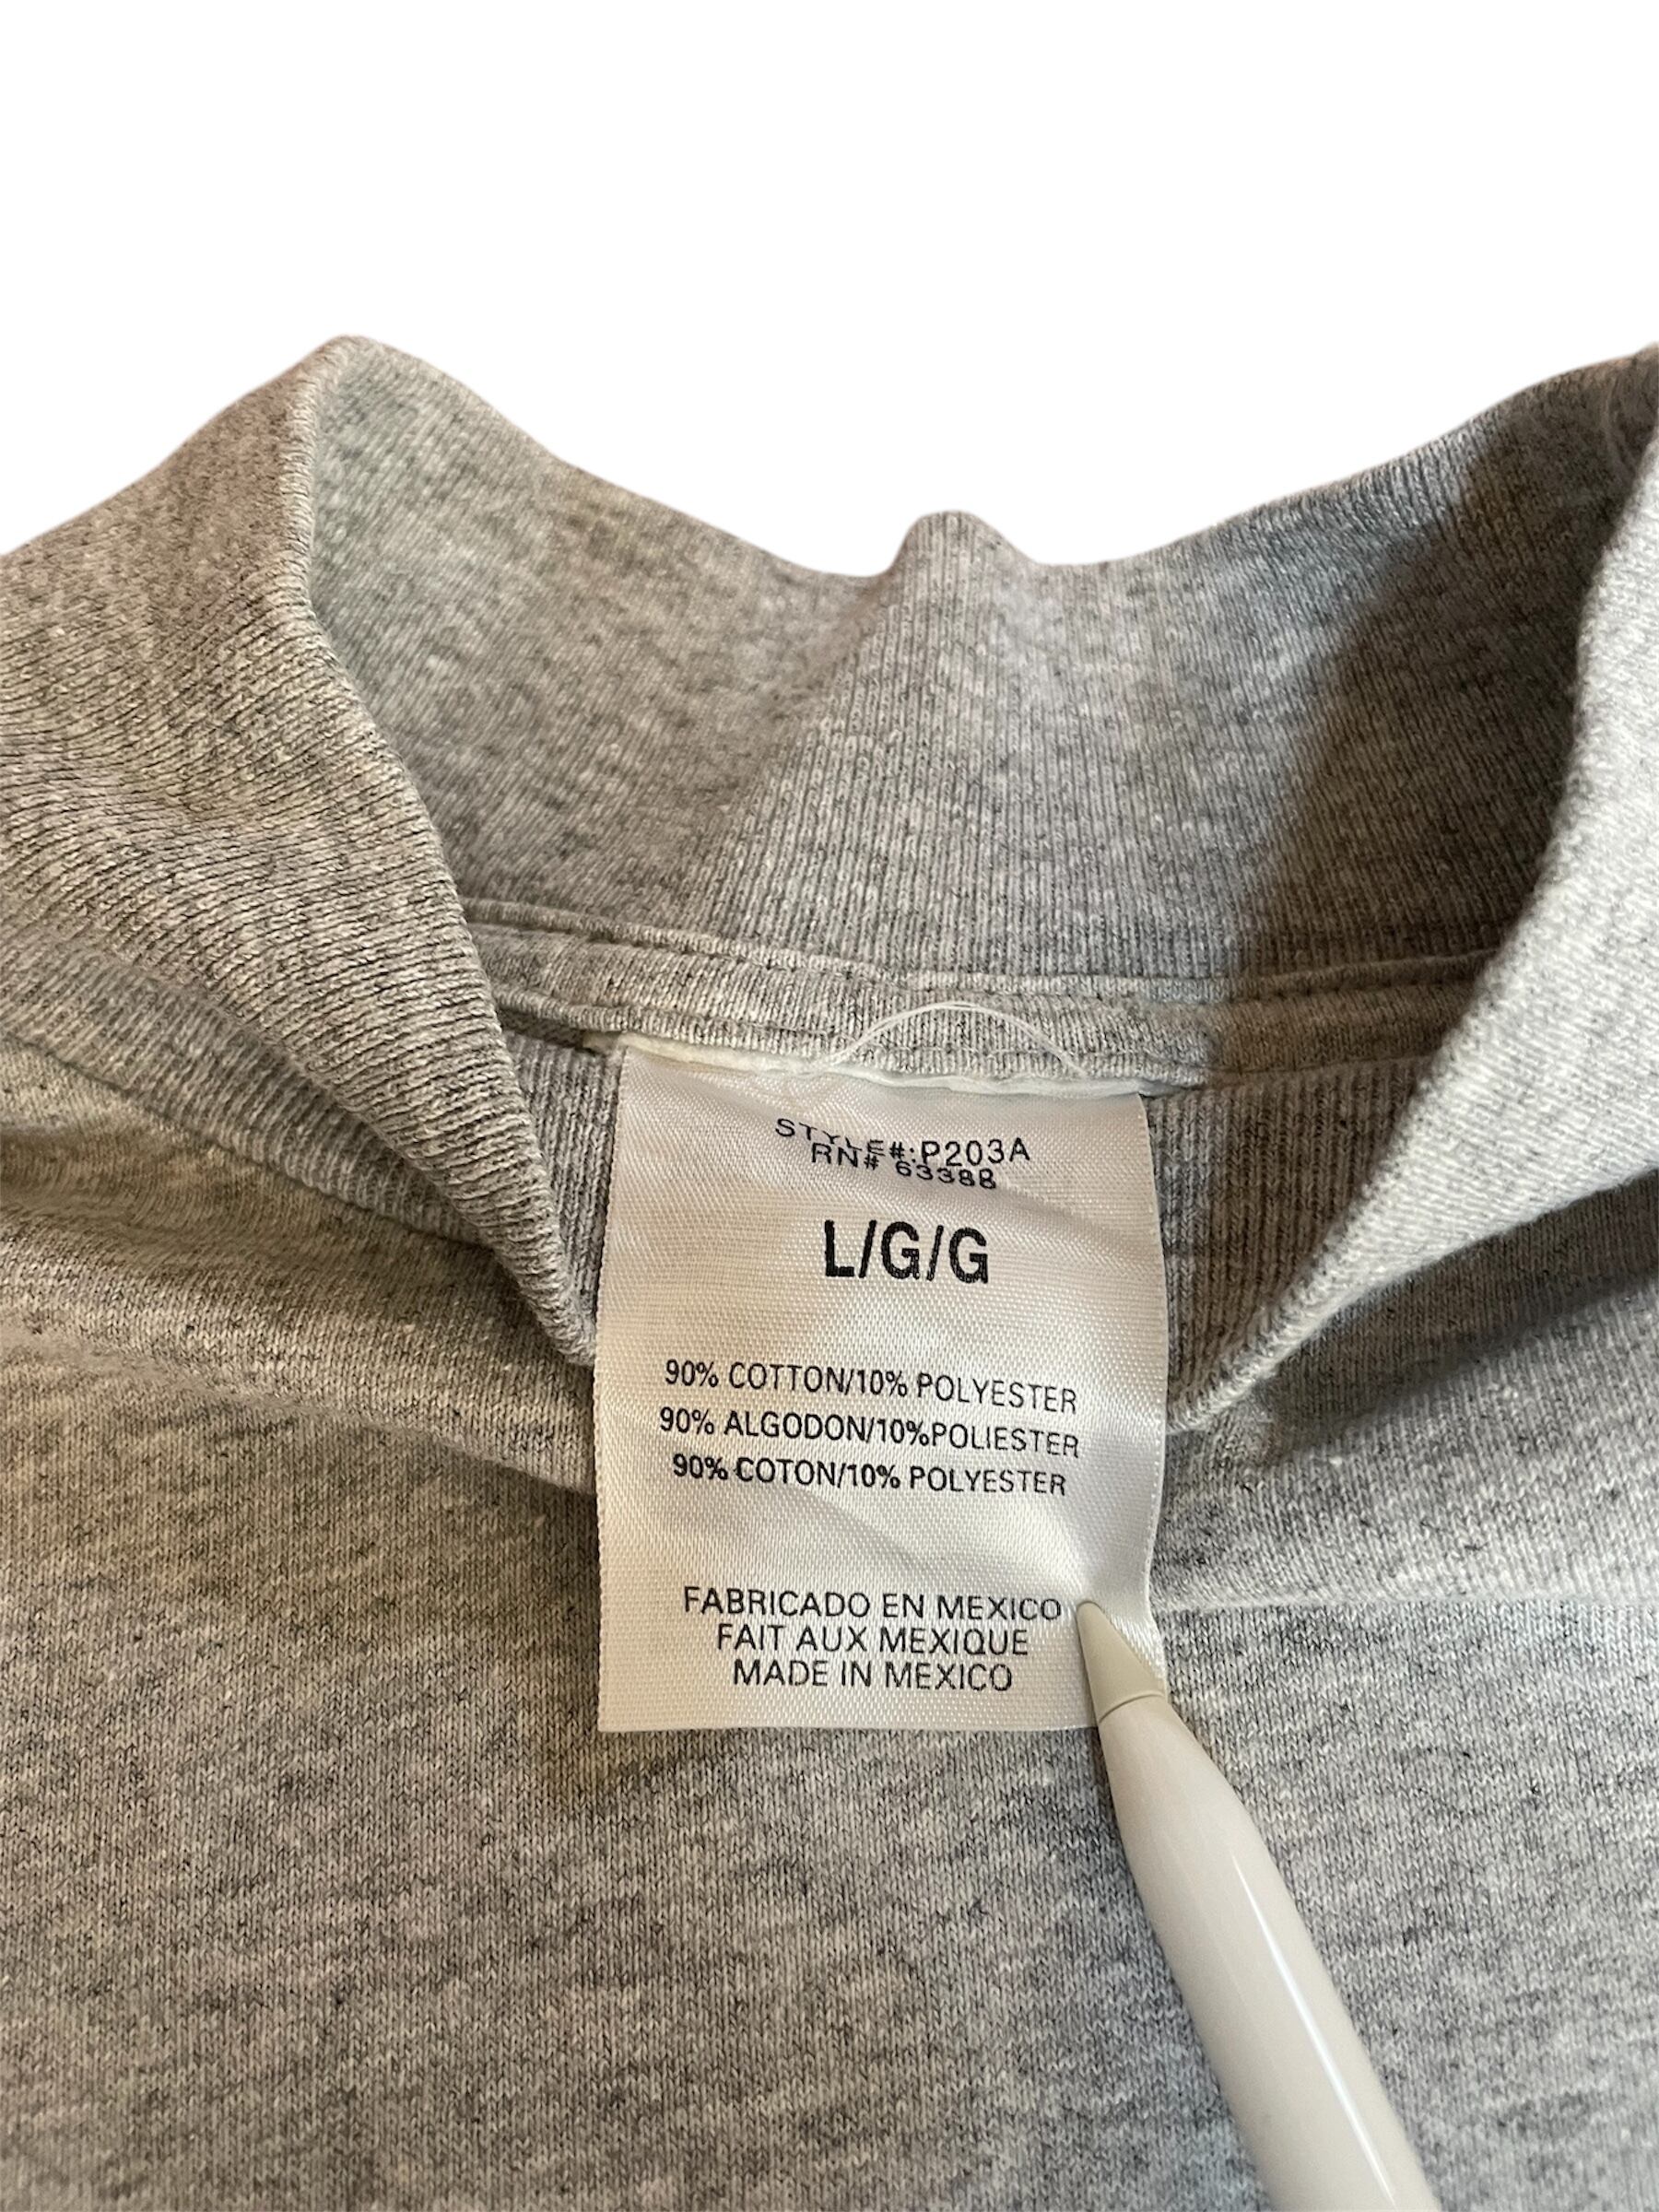 STYLE#:P203A
RN# 63388
L/G/G
90% COTTON/10% POLYESTER
90% ALGODON/10%POLIESTER
90% COTON/10% POLYESTER
FABRICADO EN MEXICO
FAIT AUX MEXIQUE
MADE IN MEXICO